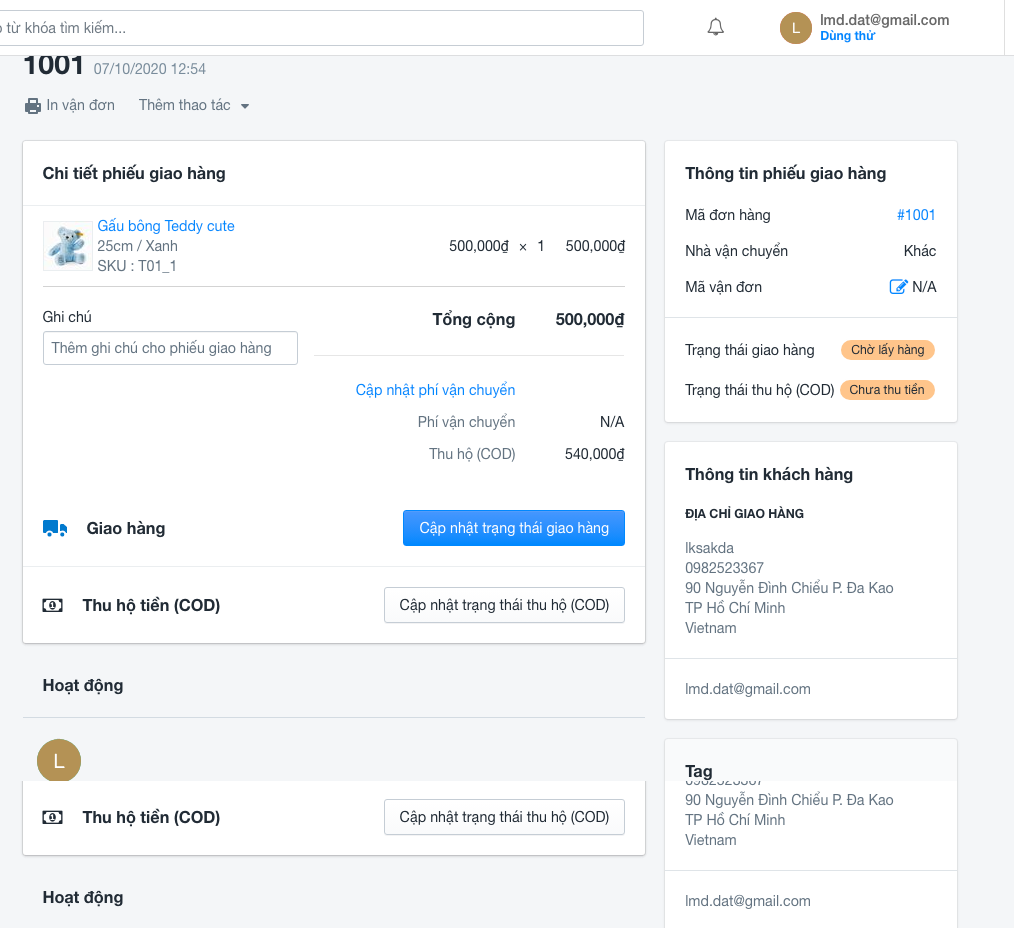 từ khóa tìm kiếm...
L
lmd.dat@gmail.com
Dùng thử
1001 07/10/2020 12:54
In vận đơn
Thêm thao tác
Chi tiết phiếu giao hàng
Gấu bông Teddy cute
25cm / Xanh
500,000₫ × 1 500,000₫
SKU : T01_1
Ghi chú
Thêm ghi chú cho phiếu giao hàng
Tổng cộng 500,000₫
Cập nhật phí vận chuyển
Phí vận chuyển N/A
Thu hộ (COD) 540,000₫
Giao hàng
Cập nhật trạng thái giao hàng
Thu hộ tiền (COD)
Cập nhật trạng thái thu hộ (COD)
Hoạt động
L
Thu hộ tiền (COD)
Cập nhật trạng thái thu hộ (COD)
Hoạt động
Thông tin phiếu giao hàng
Mã đơn hàng #1001
Nhà vận chuyển Khác
Mã vận đơn N/A
Trạng thái giao hàng Chờ lấy hàng
Trạng thái thu hộ (COD) Chưa thu tiền
Thông tin khách hàng
ĐỊA CHỈ GIAO HÀNG
lksakda
0982523367
90 Nguyễn Đình Chiểu P. Đa Kao
TP Hồ Chí Minh
Vietnam
lmd.dat@gmail.com
Tag
0982523367
90 Nguyễn Đình Chiểu P. Đa Kao
TP Hồ Chí Minh
Vietnam
lmd.dat@gmail.com